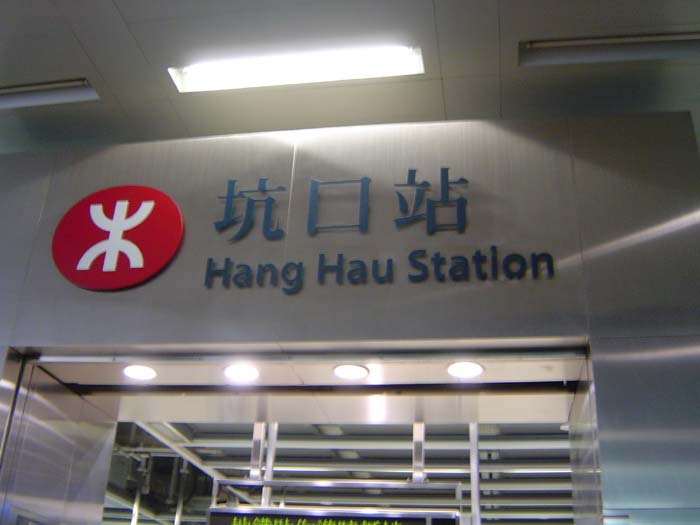 坑口站
Hang Hau Station